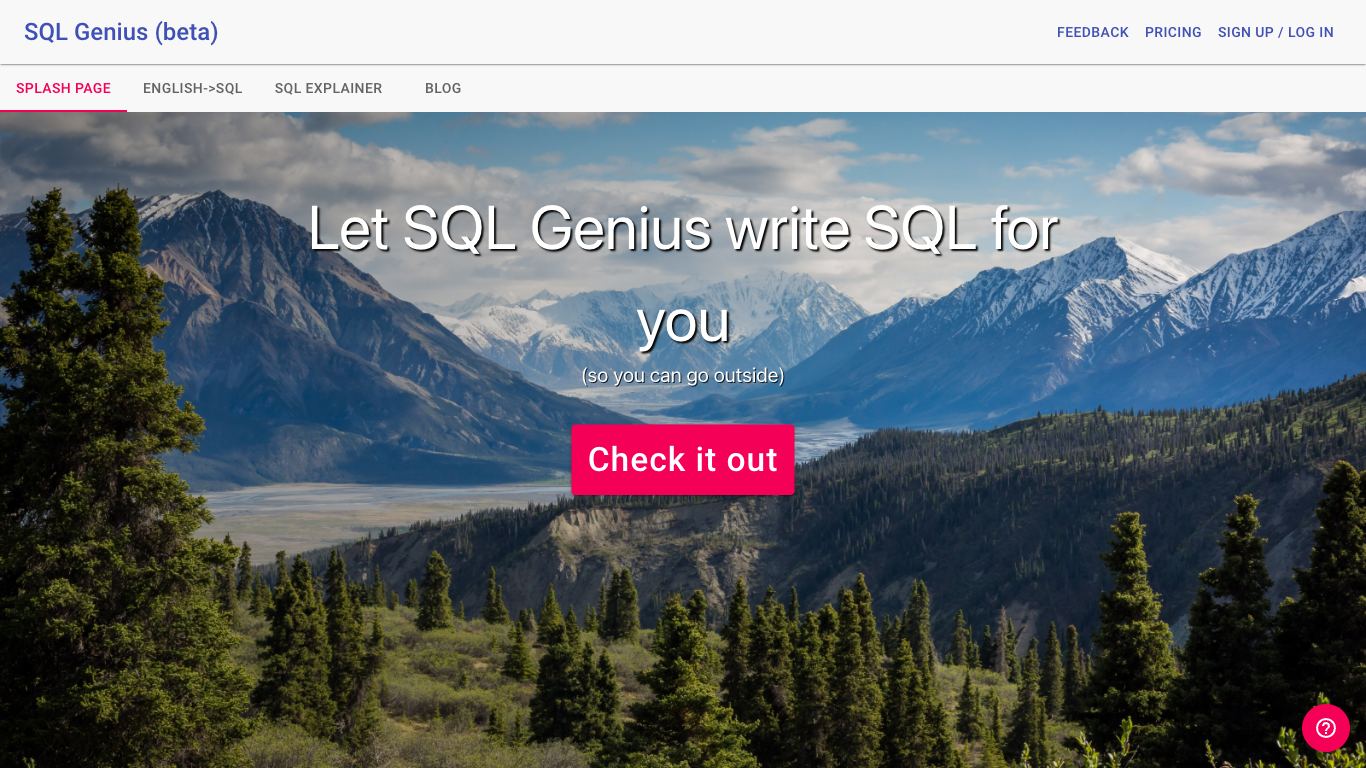 SQL Genius (beta)
FEEDBACK PRICING SIGN UP / LOG IN
SPLASH PAGE ENGLISH->SQL SQL EXPLAINER BLOG
Let SQL Genius write SQL for
you
(so you can go outside)
Check it out